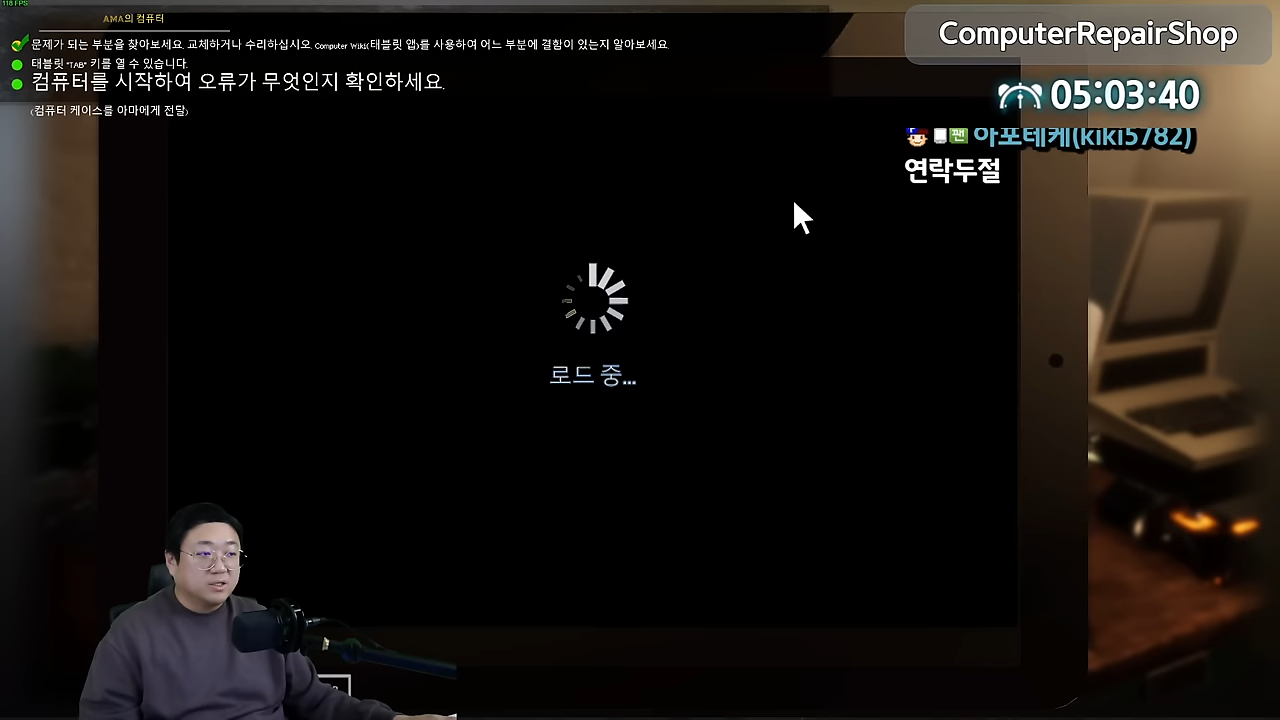 118 FPS
AMA의 컴퓨터
문제가 되는 부분을 찾아보세요. 교체하거나 수리하십시오. Computer Wiki(태블릿 앱)를 사용하여 어느 부분에 결함이 있는지 알아보세요.
태블릿 "TAB" 키를 열 수 있습니다.
컴퓨터를 시작하여 오류가 무엇인지 확인하세요.
(컴퓨터 케이스를 아마에게 전달)
ComputerRepairShop
05:03:40
팬 아포테케(kiki5782)
연락두절
로드 중...